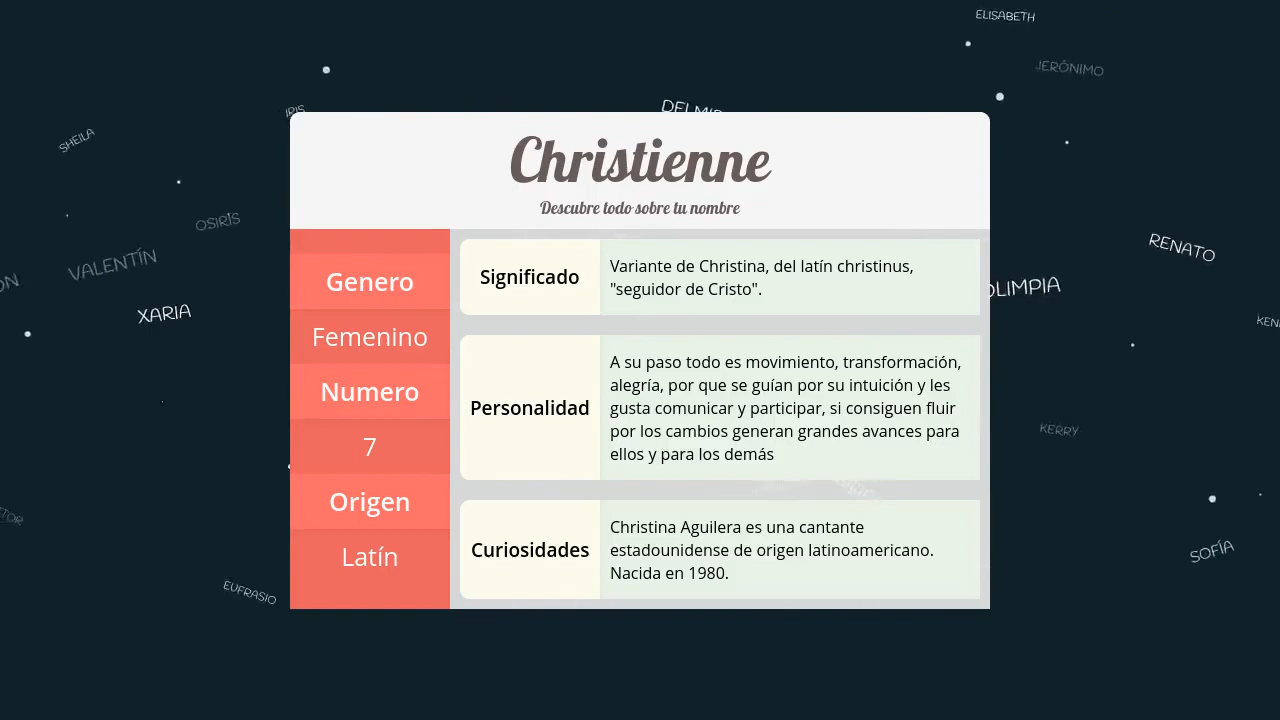 ELISABETH
JERÓNIMO
IRIS
SHEILA
Christienne
Descubre todo sobre tu nombre
OSIRIS
VALENTÍN
XARIA
RENATO
OLIMPIA
KERRY
SOFÍA
EUFRASIO
Genero
Femenino
Numero
7
Origen
Latín
Significado
Variante de Christina, del latín christinus,
"seguidor de Cristo".
Personalidad
A su paso todo es movimiento, transformación,
alegría, por que se guían por su intuición y les
gusta comunicar y participar, si consiguen fluir
por los cambios generan grandes avances para
ellos y para los demás
Curiosidades
Christina Aguilera es una cantante
estadounidense de origen latinoamericano.
Nacida en 1980.